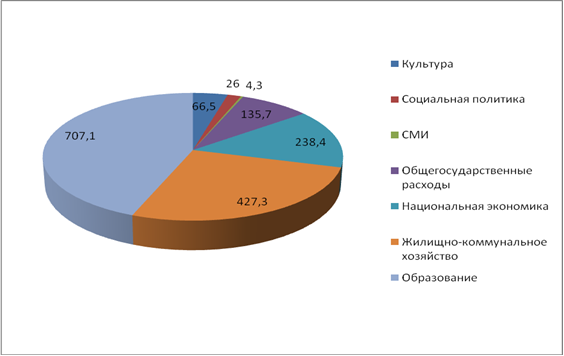 26
4,3
66,5
135,7
707,1
238,4
427,3
Культура
Социальная политика
СМИ
Общегосударственные
расходы
Национальная экономика
Жилищно-коммунальное
хозяйство
Образование